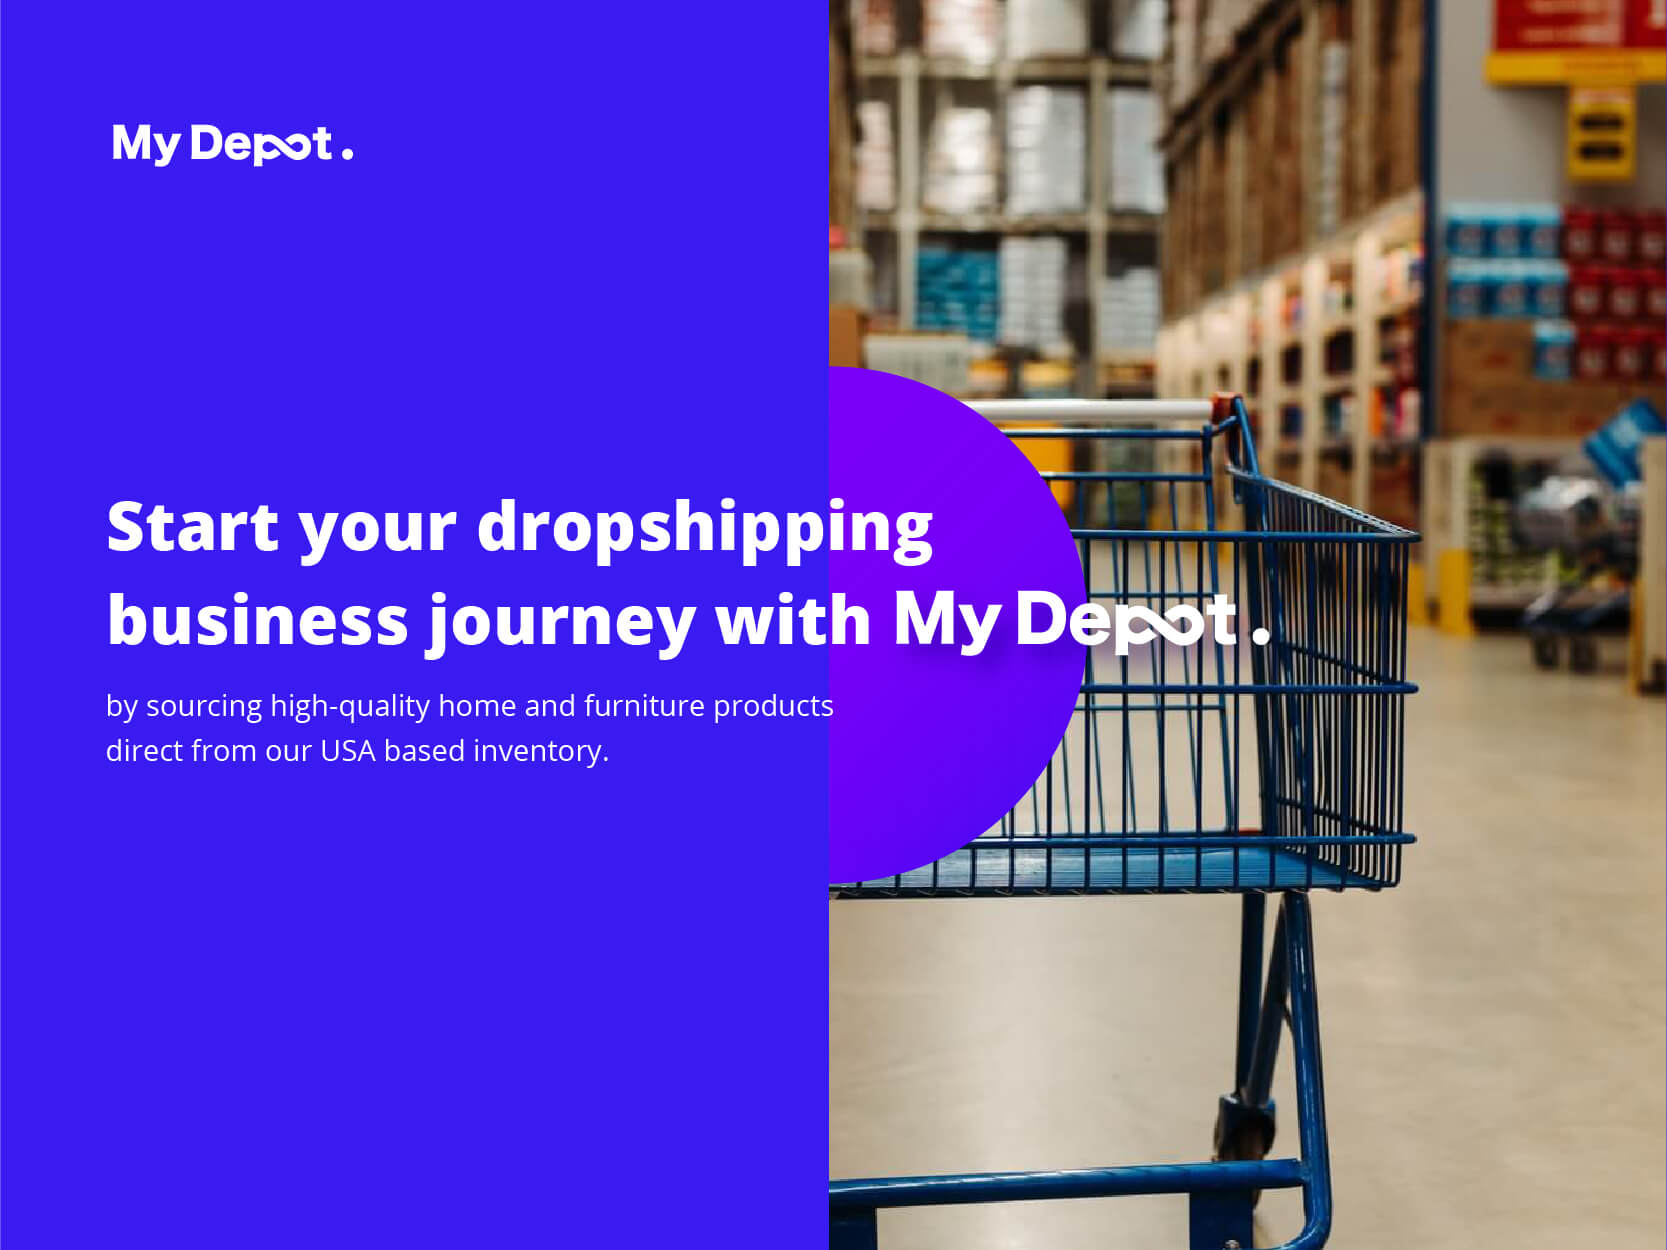 My Depot.
Start your dropshipping
business journey with My Depot.
by sourcing high-quality home and furniture products
direct from our USA based inventory.